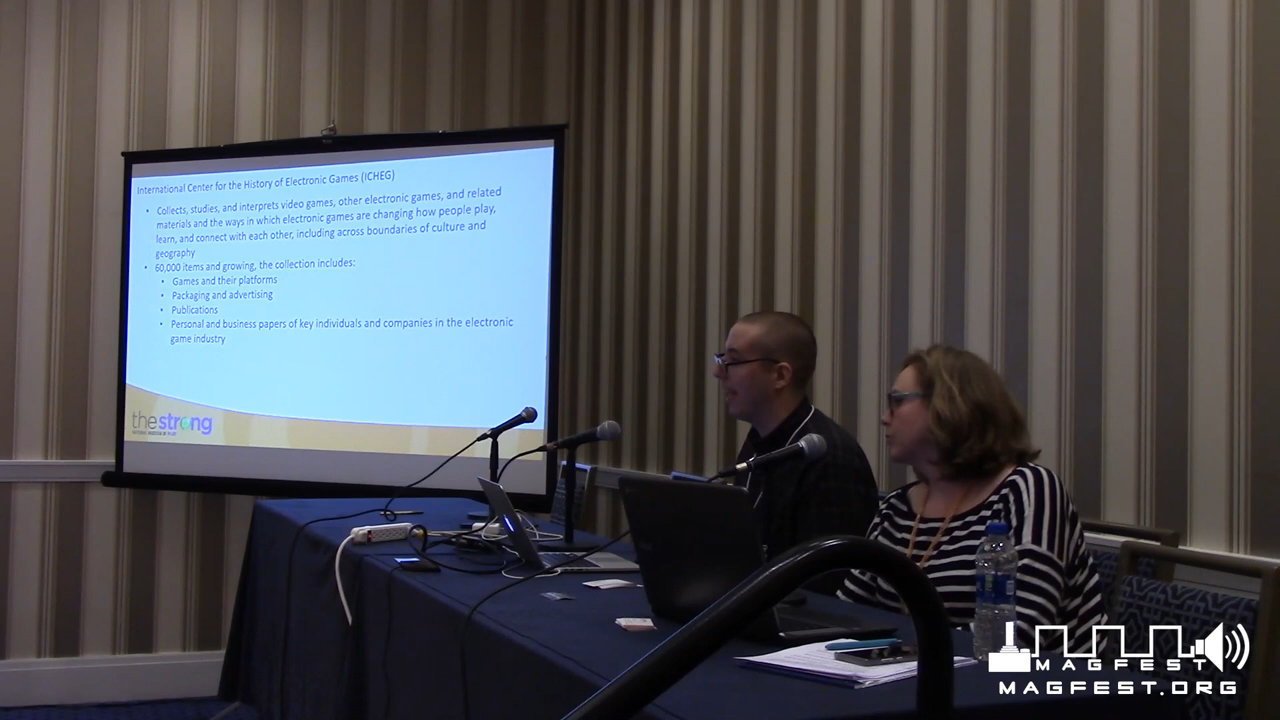 International Center for the History of Electronic Games (ICHEG)
• Collects, studies, and interprets video games, other electronic games, and related
materials and the ways in which electronic games are changing how people play,
learn, and connect with each other, including across boundaries of culture and
geography
• 60,000 items and growing, the collection includes:
• Games and their platforms
• Packaging and advertising
• Publications
• Personal and business papers of key individuals and companies in the electronic
game industry
thestrong
NATIONAL MUSEUM OF PLAY
MAGFEST
MAGFEST.ORG